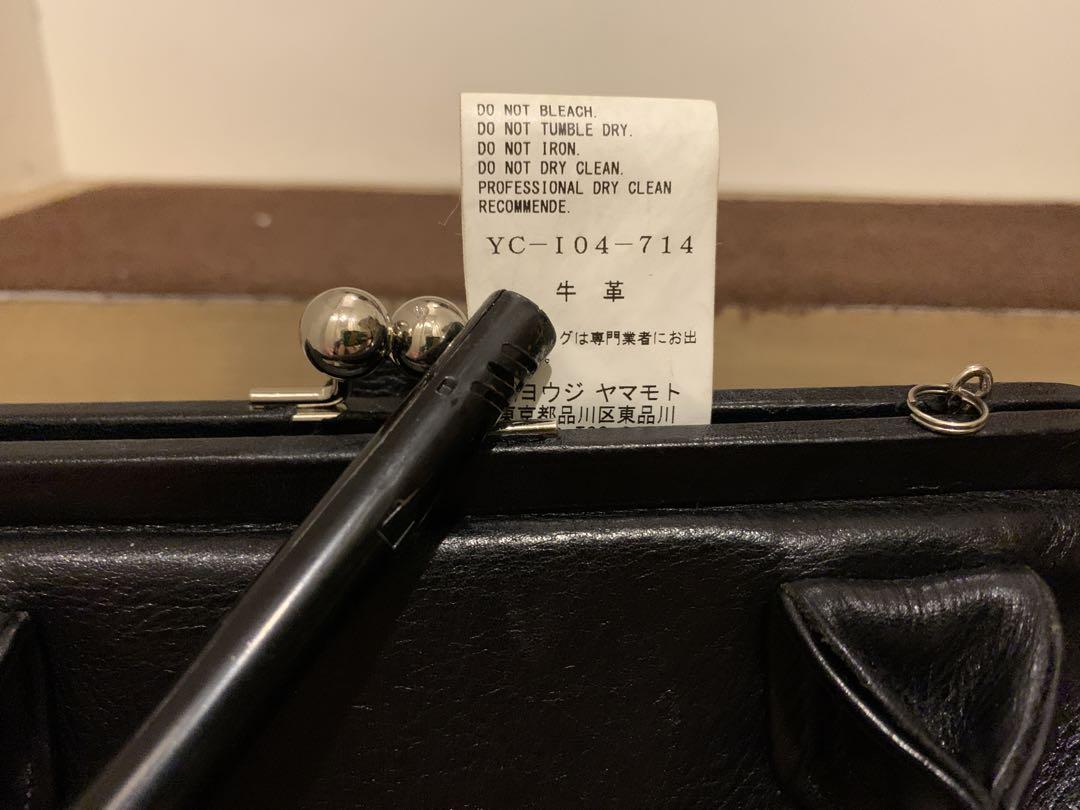 DO NOT BLEACH.
DO NOT TUMBLE DRY.
DO NOT IRON.
DO NOT DRY CLEAN.
PROFESSIONAL DRY CLEAN
RECOMMENDE.
YC-I04-714
牛 革
グは専門業者にお出
。
ヨウジ ヤマモト
東京都品川区東品川